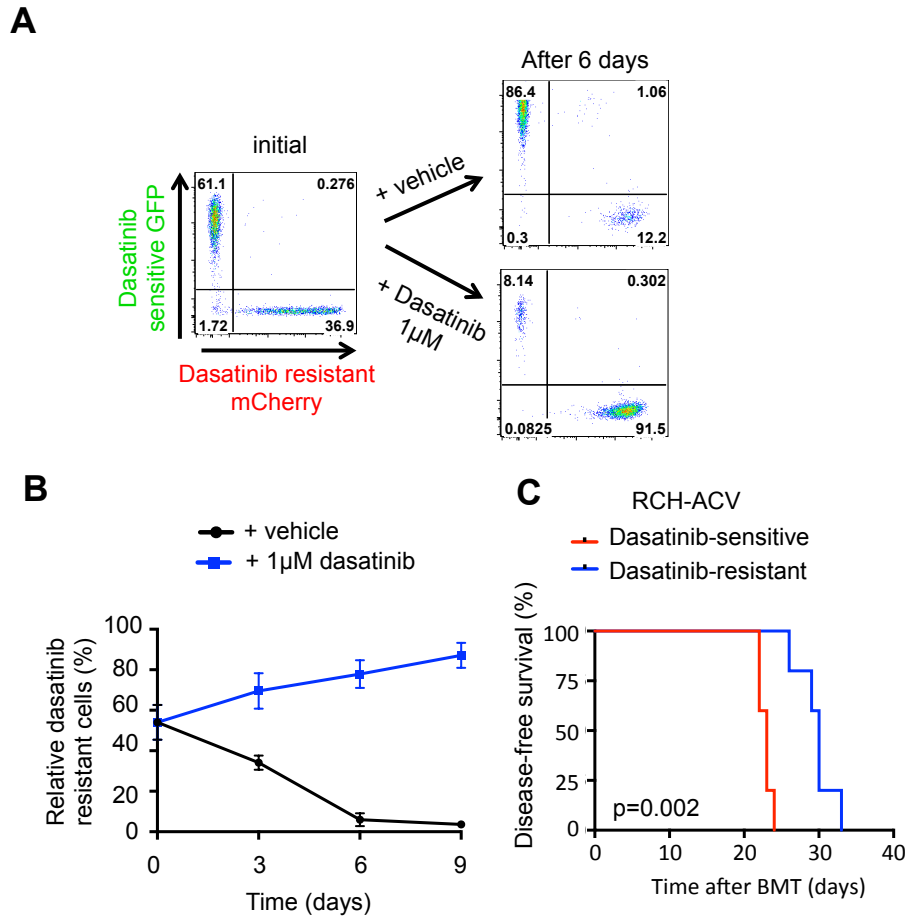 A
After 6 days
initial
Dasatinib
sensitive GFP
61.1
0.276
1.72
36.9
Dasatinib resistant
mCherry
+ vehicle
+ Dasatinib
1µM
86.4
1.06
0.3
12.2
8.14
0.302
0.0825
91.5
B
+ vehicle
+ 1µM dasatinib
Relative dasatinib
resistant cells (%)
100
80
60
40
20
0
0 3 6 9
Time (days)
C
RCH-ACV
Dasatinib-sensitive
Dasatinib-resistant
Disease-free survival (%)
100
75
50
25
0
p=0.002
0 20 30 40
Time after BMT (days)